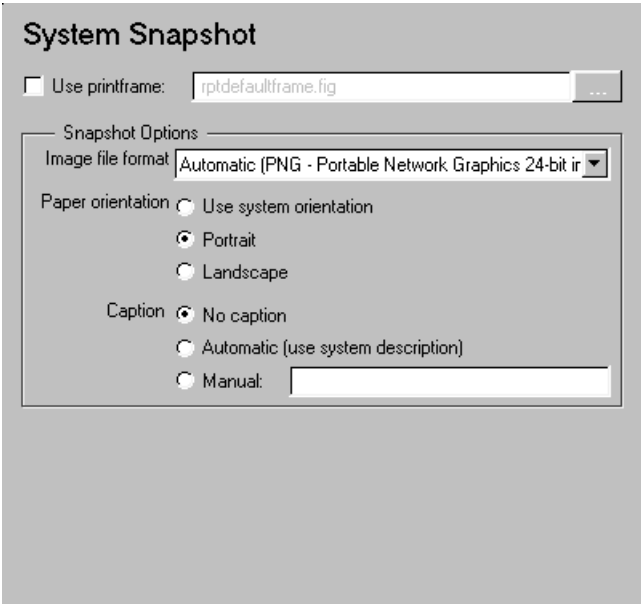 System Snapshot
Use printframe: rptdefaultframe.fig ...
Snapshot Options
Image file format Automatic (PNG - Portable Network Graphics 24-bit ir
Paper orientation Use system orientation
Portrait
Landscape
Caption No caption
Automatic (use system description)
Manual: